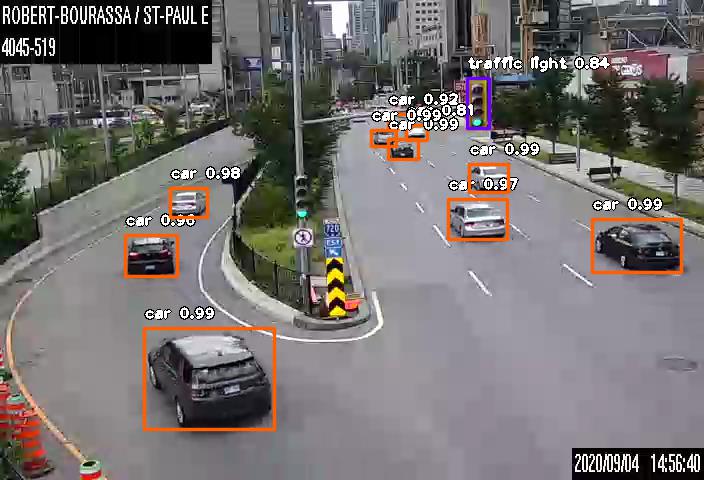 ROBERT-BOURASSA / ST-PAUL E
4045-519
traffic light 0.84
car 0.92
0.81
car 0.99
car 0.99
car 0.99
car 0.98
car 0.97
car 0.96
car 0.99
car 0.99
720
EST
2020/09/04 14:56:40